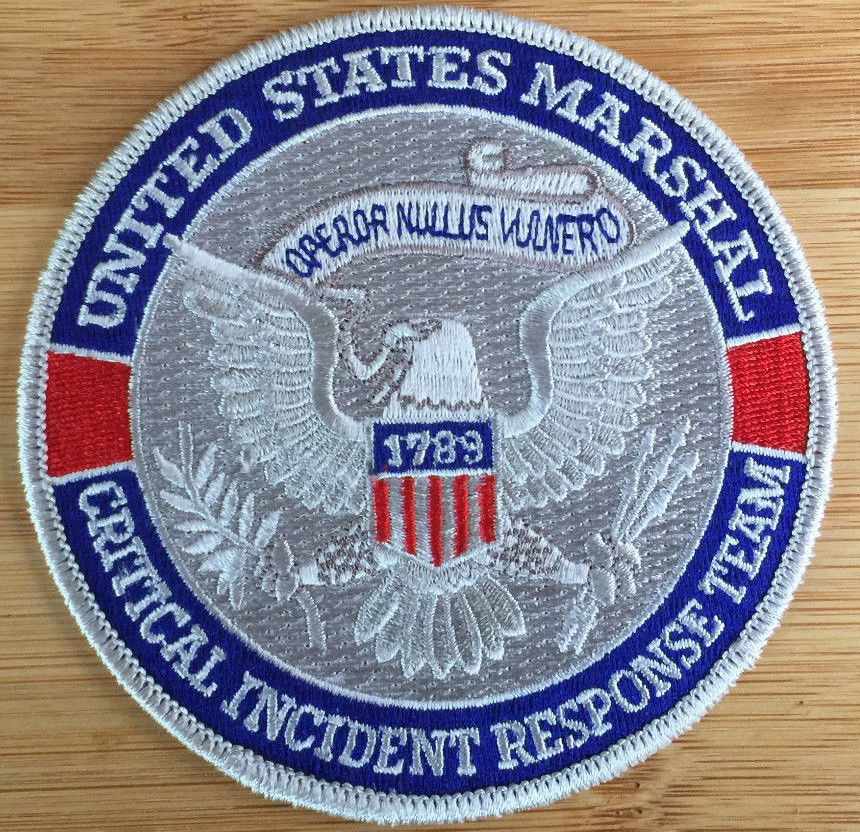 UNITED STATES MARSHAL
OPEROR NULLUS VULNERO
1789
CRITICAL INCIDENT RESPONSE TEAM